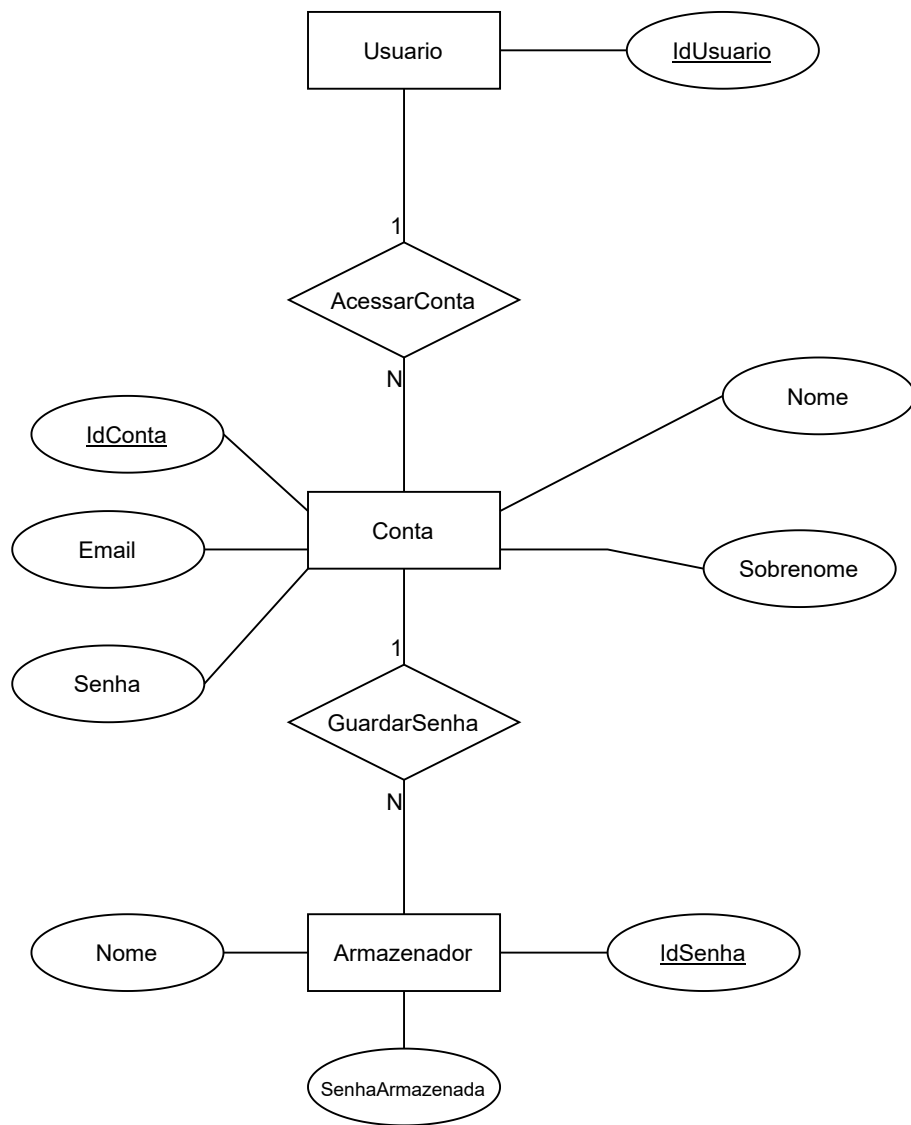 Usuario
IdUsuario
1
AcessarConta
N
Nome
IdConta
Conta
Email
Sobrenome
Senha
1
GuardarSenha
N
Nome
Armazenador
IdSenha
SenhaArmazenada